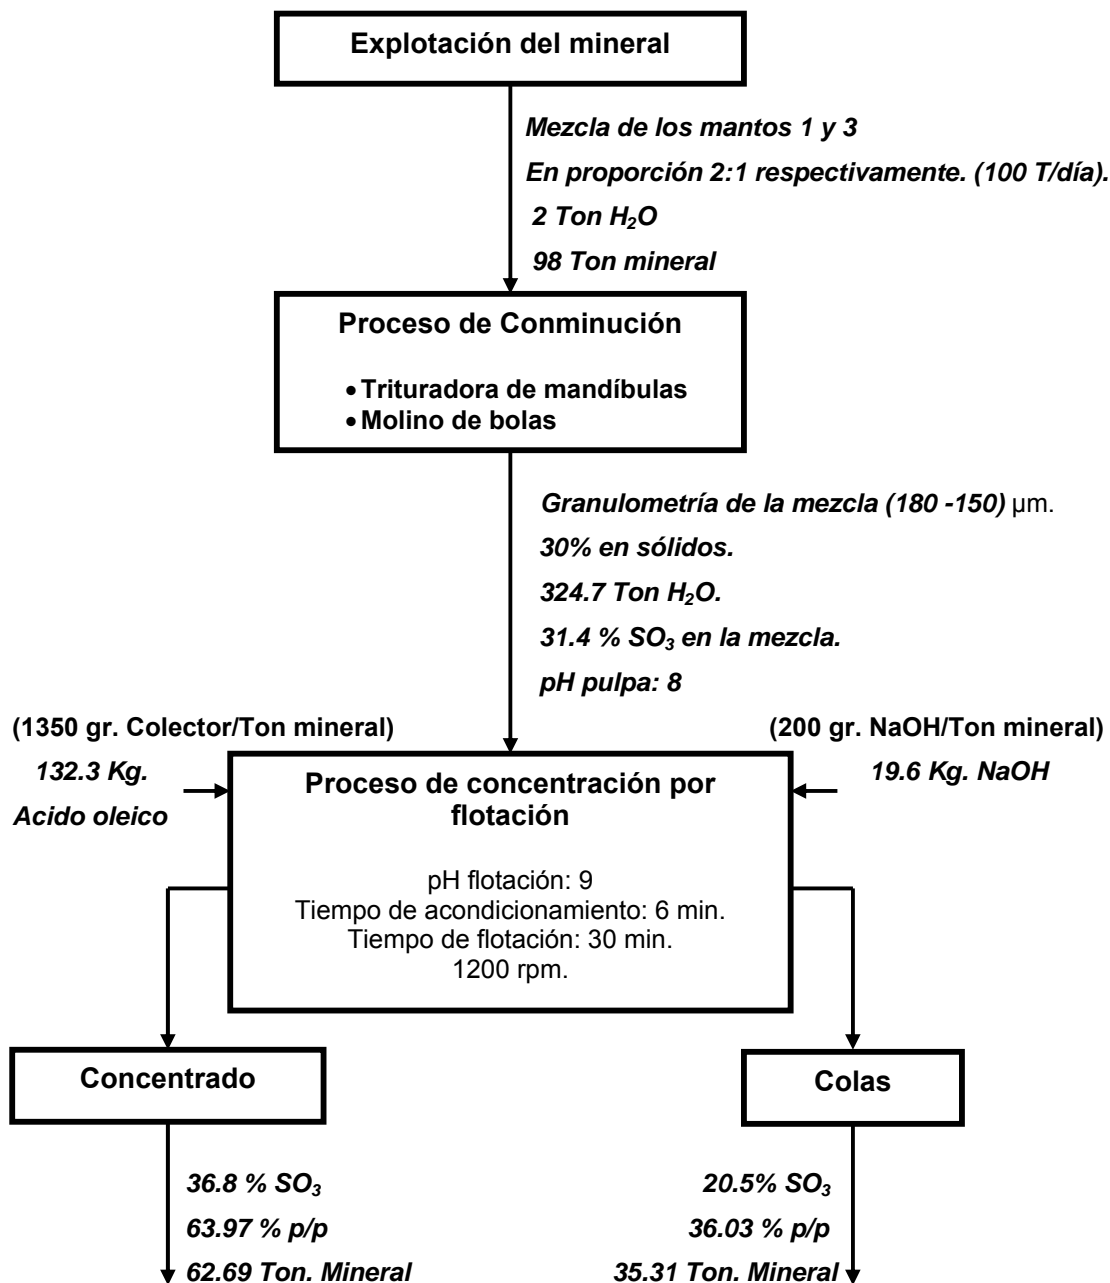 Explotación del mineral
Mezcla de los mantos 1 y 3
En proporción 2:1 respectivamente. (100 T/día).
2 Ton H₂O
98 Ton mineral
Proceso de Conminución
• Trituradora de mandíbulas
• Molino de bolas
Granulometría de la mezcla (180 -150) µm.
30% en sólidos.
324.7 Ton H₂O.
31.4 % SO₃ en la mezcla.
pH pulpa: 8
(1350 gr. Colector/Ton mineral)
132.3 Kg.
Acido oleico
(200 gr. NaOH/Ton mineral)
19.6 Kg. NaOH
Proceso de concentración por
flotación
pH flotación: 9
Tiempo de acondicionamiento: 6 min.
Tiempo de flotación: 30 min.
1200 rpm.
Concentrado
36.8 % SO₃
63.97 % p/p
62.69 Ton. Mineral
Colas
20.5% SO₃
36.03 % p/p
35.31 Ton. Mineral